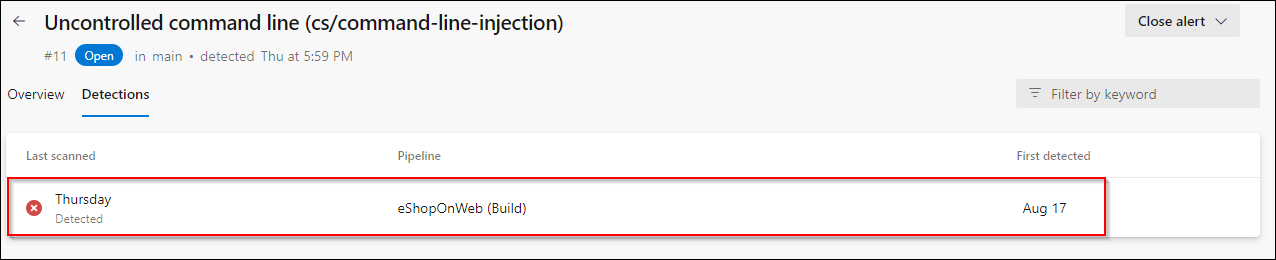 Uncontrolled command line (cs/command-line-injection)
Close alert
#11 Open in main • detected Thu at 5:59 PM
Overview Detections
Filter by keyword
Last scanned Pipeline First detected
Thursday
Detected
eShopOnWeb (Build)
Aug 17